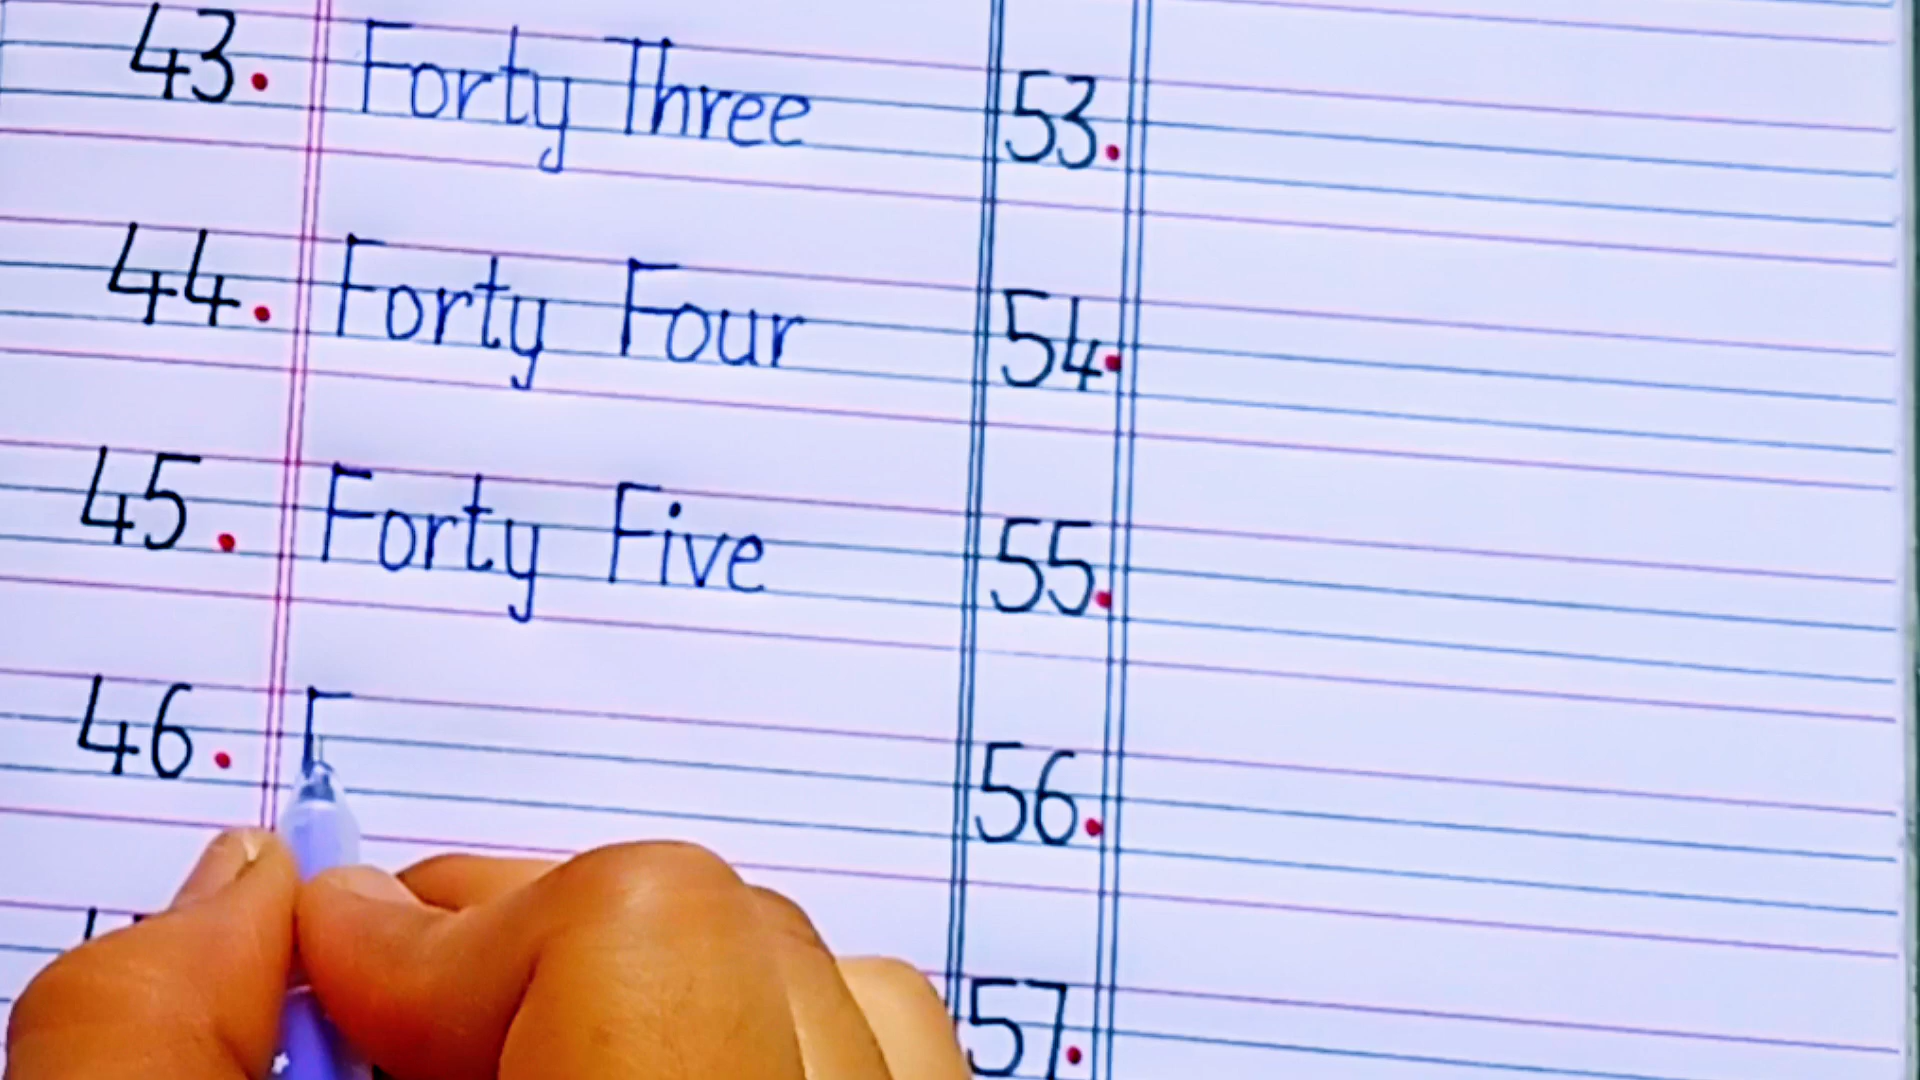 43. Forty Three 53.
44. Forty Four 54.
45. Forty Five 55.
46. 56.
57.